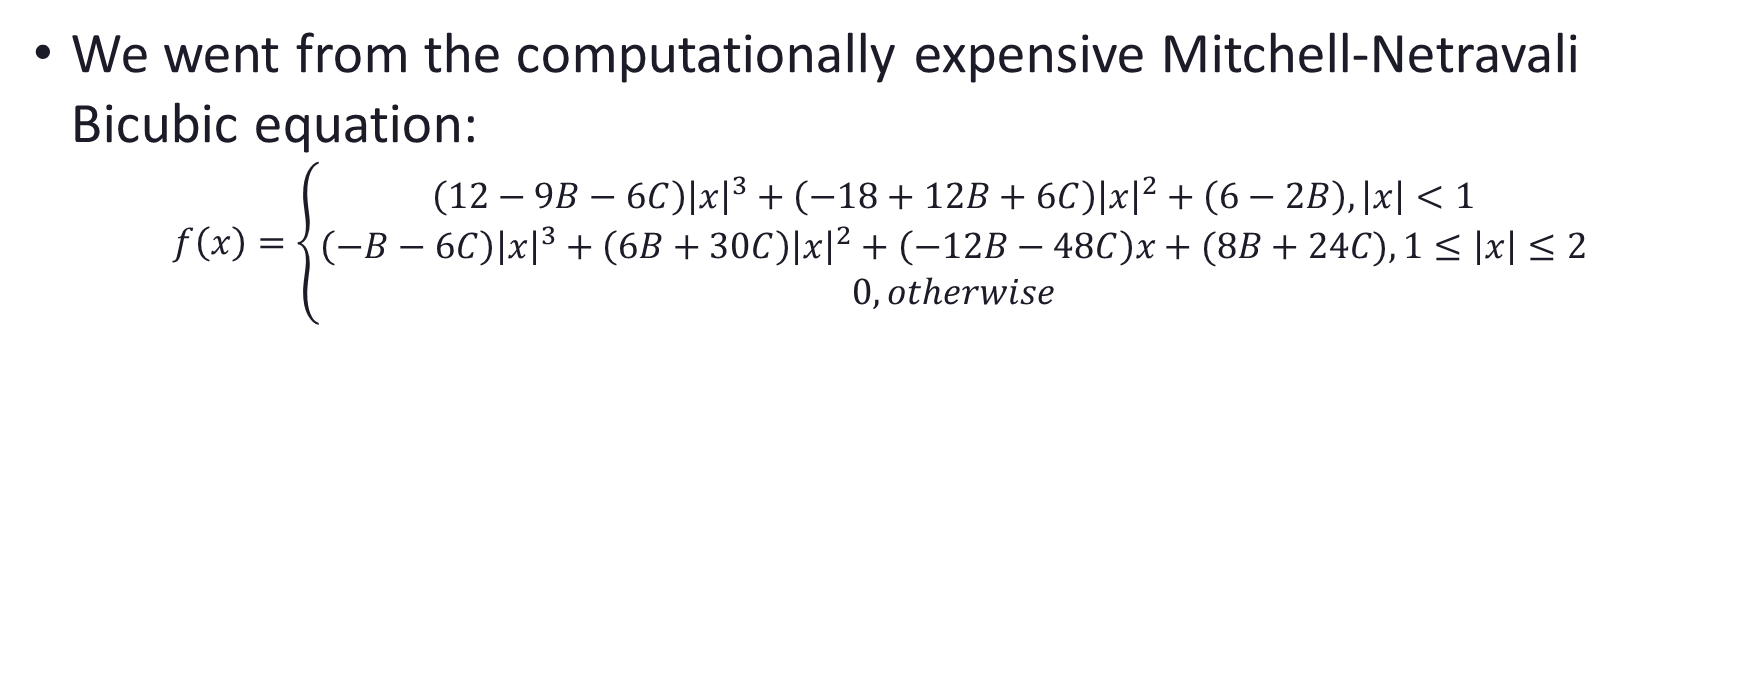 • We went from the computationally expensive Mitchell-Netravali
Bicubic equation:
(12 − 9B − 6C)|x|³ + (−18 + 12B + 6C)|x|² + (6 − 2B), |x| < 1
f(x) = { (−B − 6C)|x|³ + (6B + 30C)|x|² + (−12B − 48C)x + (8B + 24C), 1 ≤ |x| ≤ 2
0, otherwise